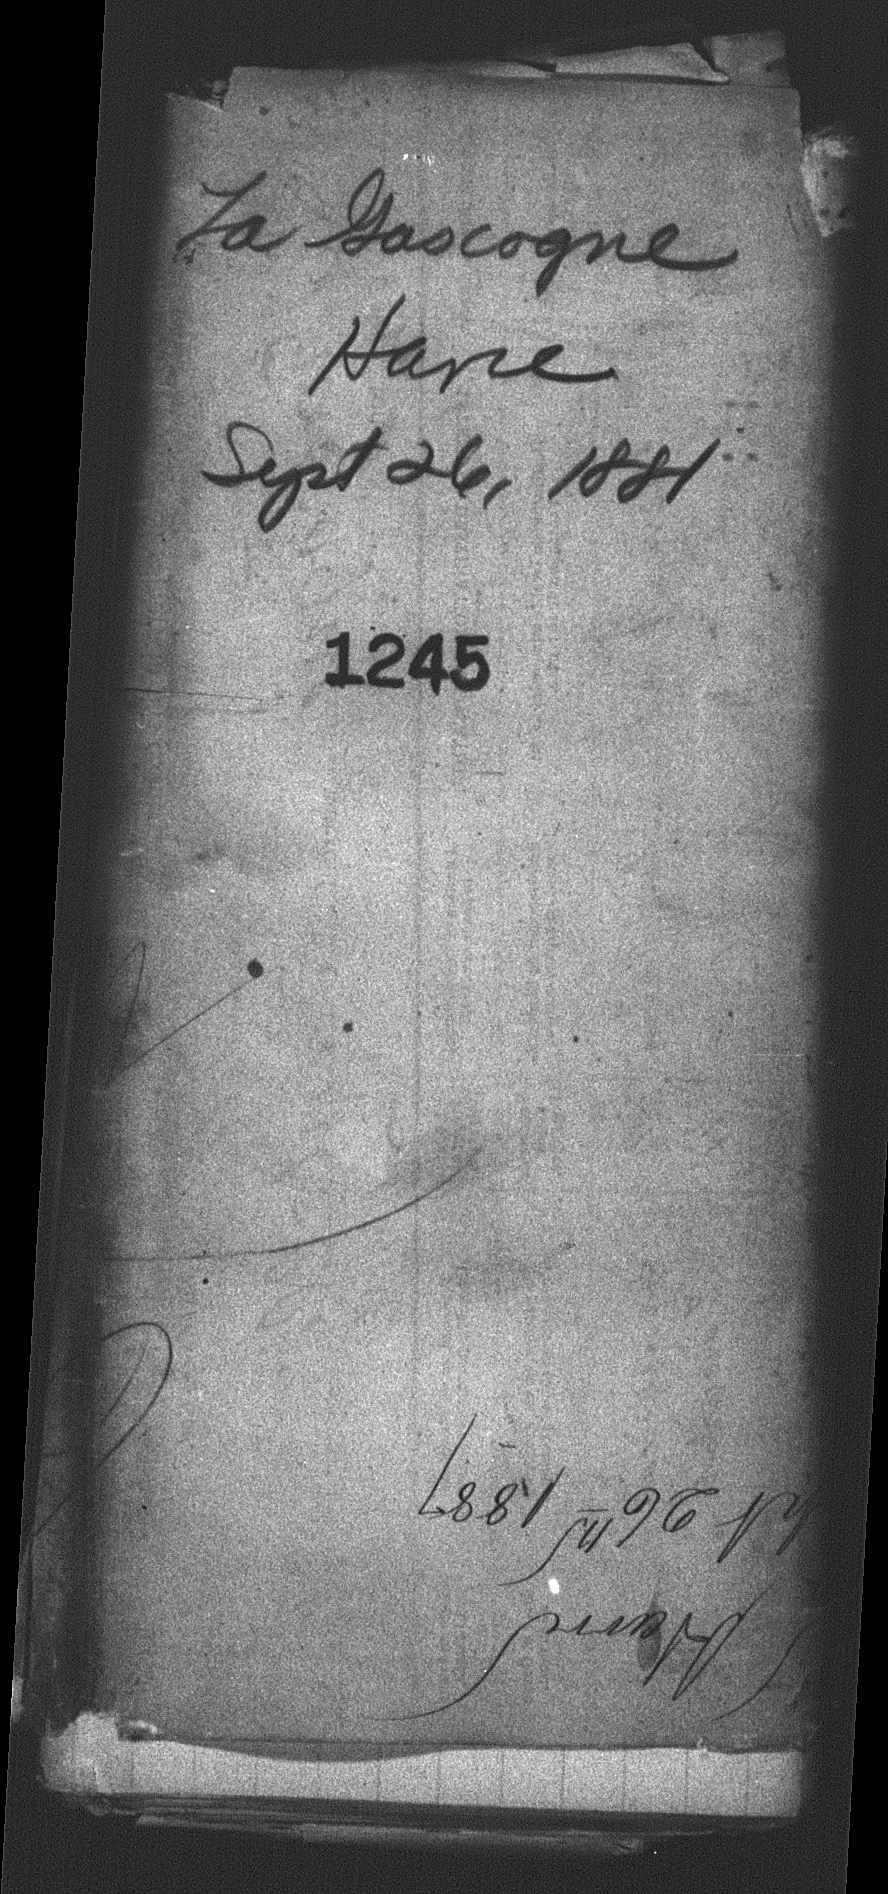 La Gascogne
Havre
Sept 26, 1881
1245
26th 1887
Havre